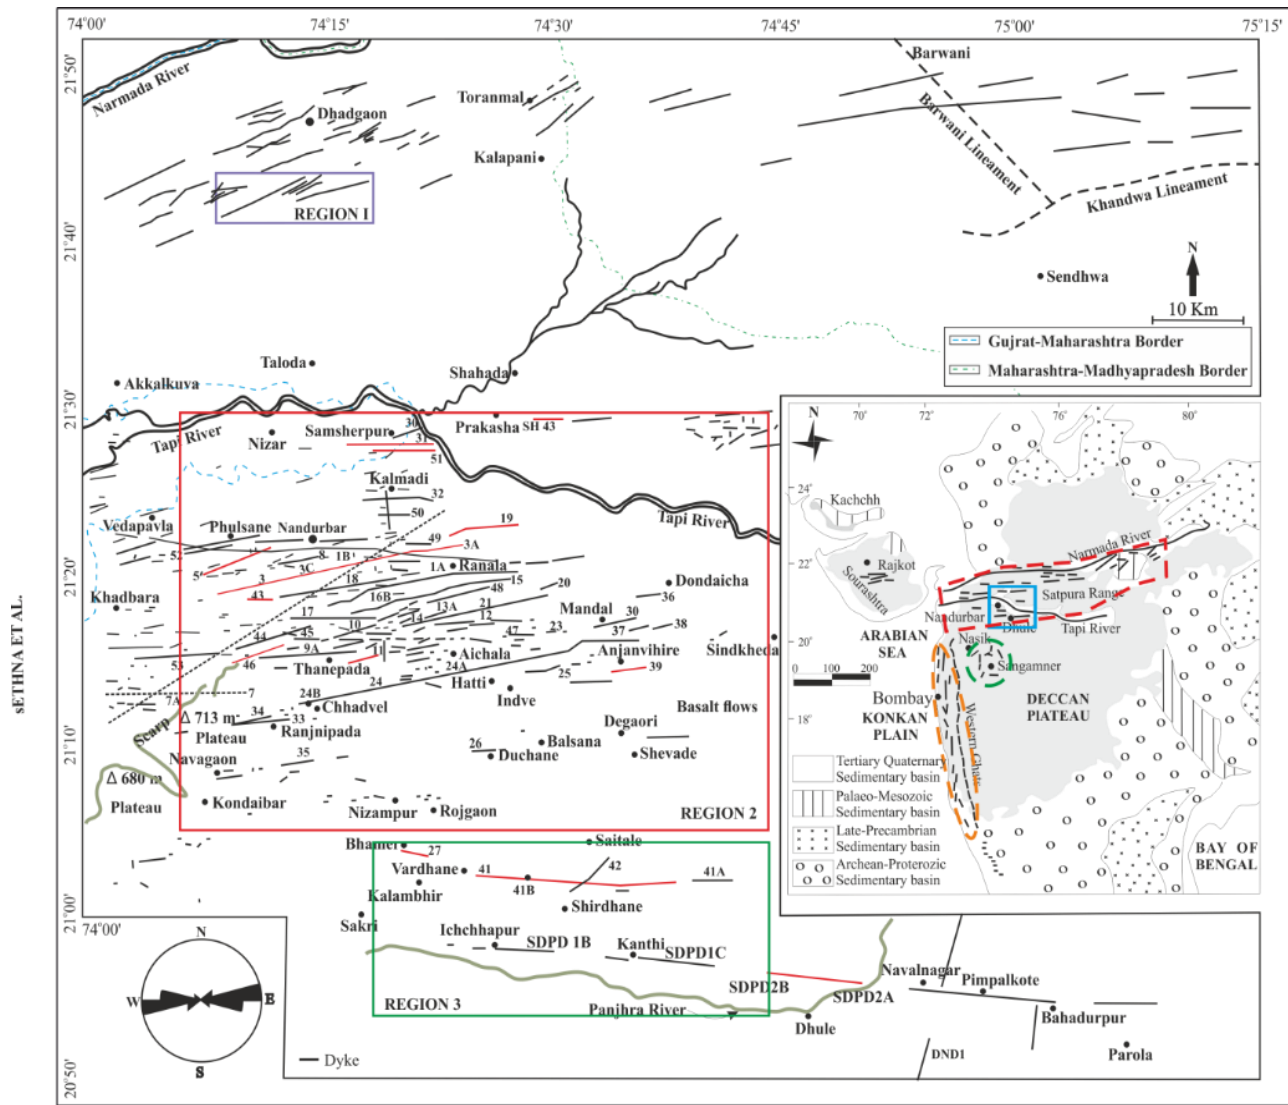 74°00'
74°15'
74°30'
74°45'
75°00'
75°15'
21°50'
21°40'
21°30'
21°20'
21°10'
21°00'
20°50'
74°00'
sETHNA ET AL.
Narmada River
Dhadgaon
Toranmal
Kalapani
REGION I
Barwani
Barwani Lineament
Khandwa Lineament
Sendhwa
N
10 Km
Gujrat-Maharashtra Border
Maharashtra-Madhyapradesh Border
Taloda
Akkalkuva
Shahada
Tapi River
Nizar
Samsherpur
30
31
51
Prakasha
SH 43
Kalmadi
32
50
Tapi River
Vedapavla
Phulsane
Nandurbar
49
19
52
8
1B'
3A
5'
3
3C
1A
Ranala
43
18
15
16B
48
20
Dondaicha
36
Khadbara
17
10
14
13A
21
12
Mandal
30
44
45
47
23
37
38
53
46
9A
11
Thanepada
Aichala
24A
Anjanvihire
Sindkheda
39
7
7A
24
Hatti
25
24B
Chhadvel
Indve
Basalt flows
Scarp
Δ 713 m
Plateau
34
33
Ranjnipada
Degaori
Navagaon
35
26
Balsana
Duchane
Shevade
Δ 680 m
Plateau
Kondaibar
Nizampur
Rojgaon
REGION 2
Bhamer
27
Saitale
Vardhane
41
42
41A
41B
Kalambhir
Shirdhane
Sakri
Ichchhapur
SDPD 1B
Kanthi
SDPD1C
SDPD2B
SDPD2A
REGION 3
Panjhra River
Dhule
Navalnagar
Pimpalkote
Bahadurpur
Parola
DND1
N
W
E
S
Dyke
N
70°
72°
76°
80°
24°
22°
20°
18°
Kachchh
Rajkot
Sourashtra
Narmada River
Satpura Range
Nandurbar
Dhule
Tapi River
ARABIAN
SEA
Nasik
Sangamner
0
100
200
Bombay
KONKAN
PLAIN
Western Ghats
DECCAN
PIATEAU
Tertiary Quaternary
Sedimentary basin
Palaeo-Mesozoic
Sedimentary basin
Late-Precambrian
Sedimentary basin
Archean-Proterozic
Sedimentary basin
BAY OF
BENGAL